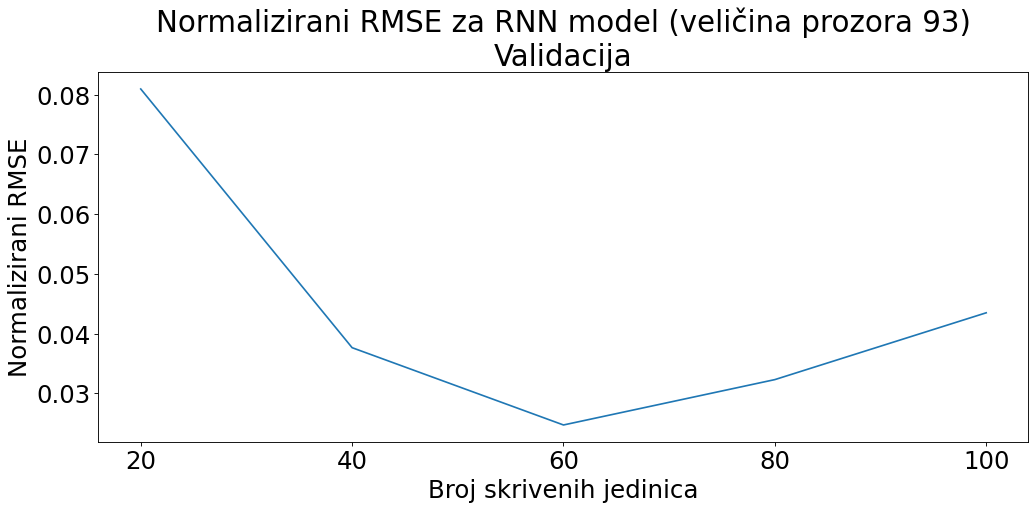 Normalizirani RMSE za RNN model (veličina prozora 93)
Validacija
Normalizirani RMSE
0.08
0.07
0.06
0.05
0.04
0.03
20 40 60 80 100
Broj skrivenih jedinica